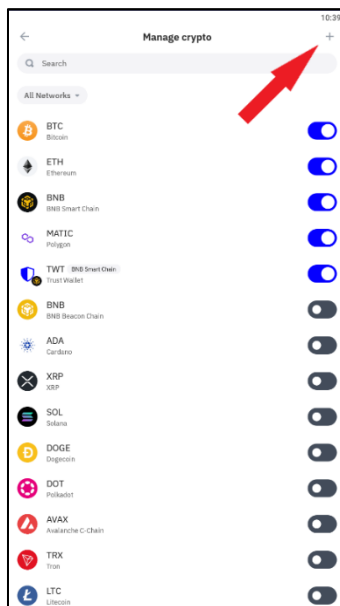 10:39
Manage crypto
Search
All Networks
BTC
Bitcoin
ETH
Ethereum
BNB
BNB Smart Chain
MATIC
Polygon
TWT BNB Smart Chain
Trust Wallet
BNB
BNB Beacon Chain
ADA
Cardano
XRP
XRP
SOL
Solana
DOGE
Dogecoin
DOT
Polkadot
AVAX
Avalanche C-Chain
TRX
Tron
LTC
Litecoin